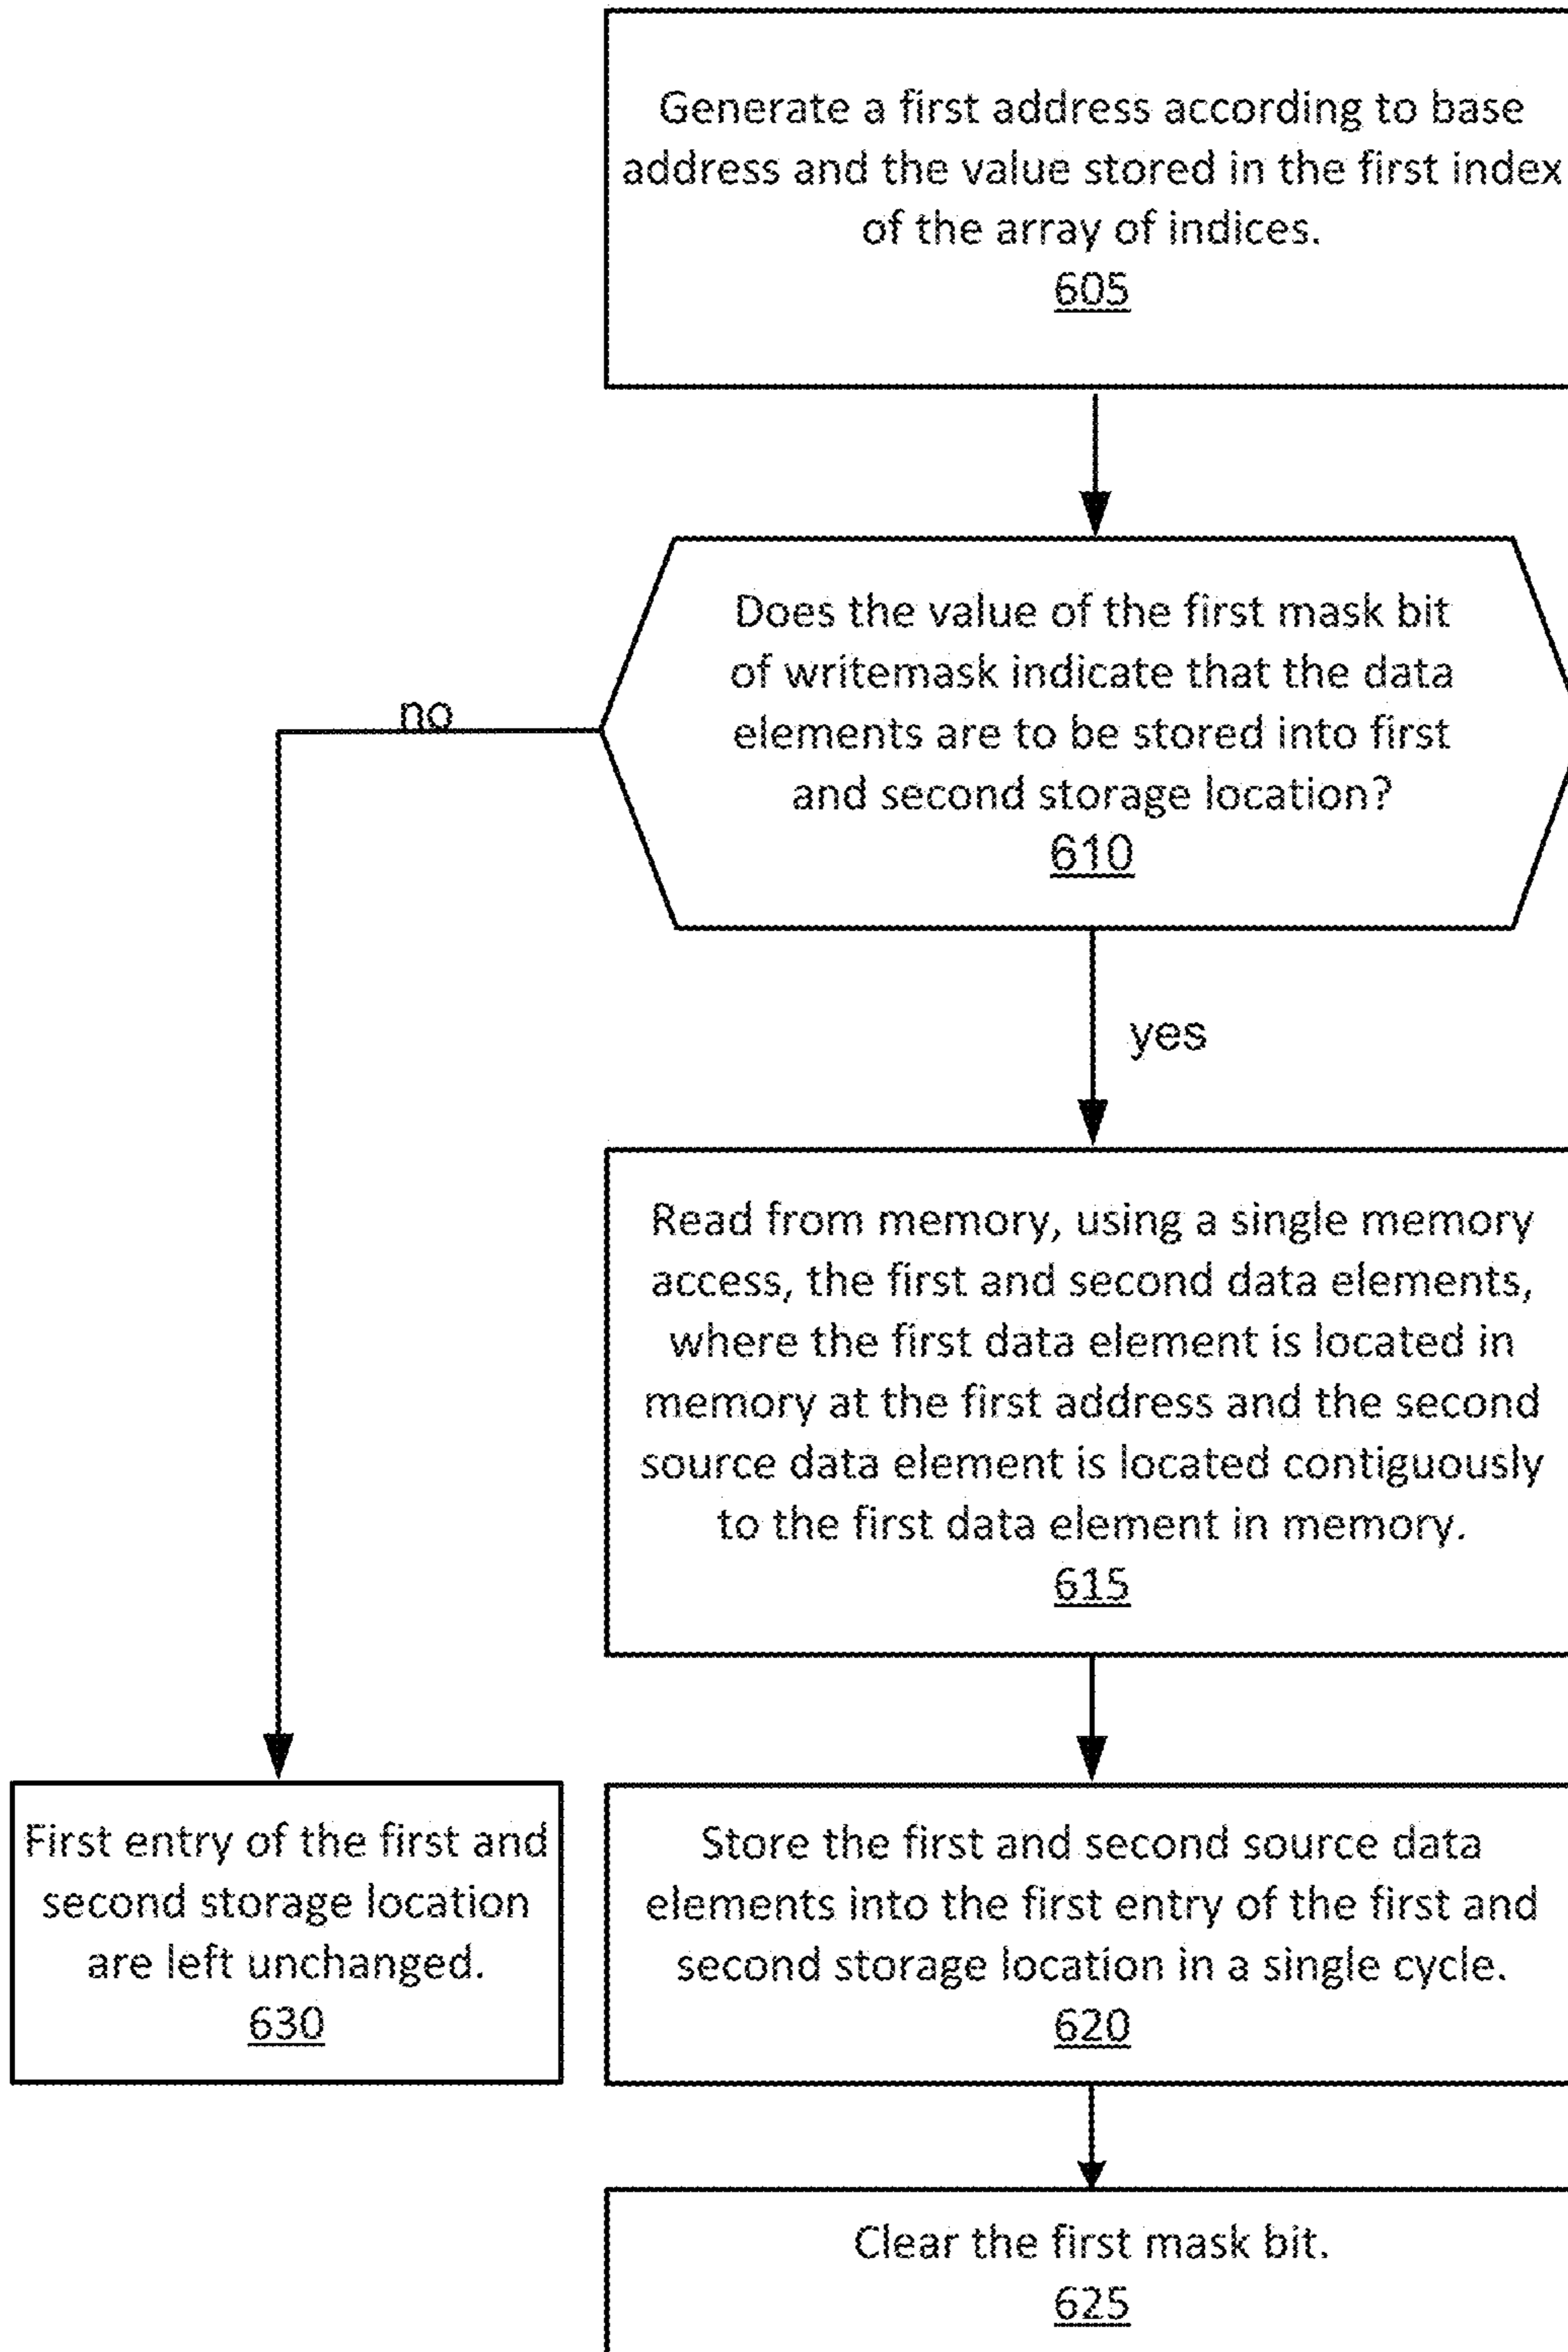 Generate a first address according to base
address and the value stored in the first index
of the array of indices.
605
Does the value of the first mask bit
of writemask indicate that the data
elements are to be stored into first
and second storage location?
610
no
yes
Read from memory, using a single memory
access, the first and second data elements,
where the first data element is located in
memory at the first address and the second
source data element is located contiguously
to the first data element in memory.
615
First entry of the first and
second storage location
are left unchanged.
630
Store the first and second source data
elements into the first entry of the first and
second storage location in a single cycle.
620
Clear the first mask bit.
625